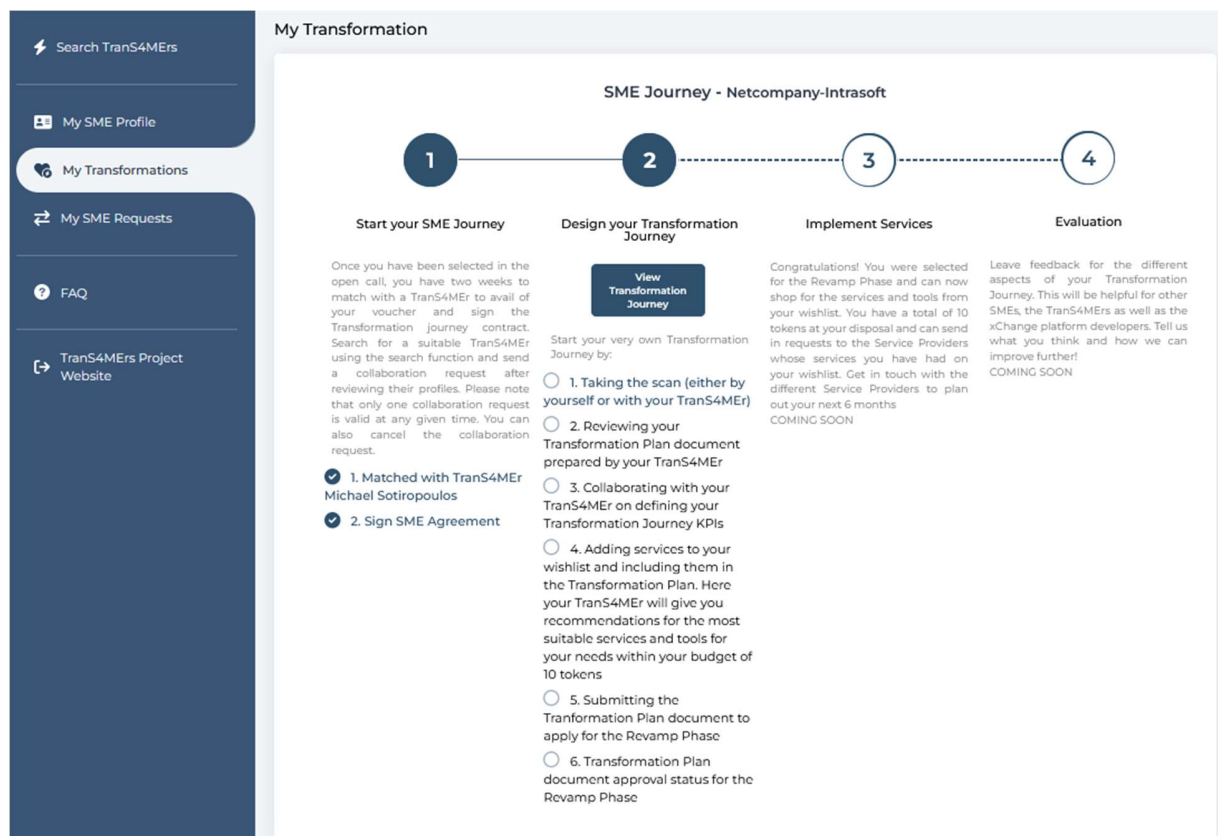 Search TranS4MErs
My SME Profile
My Transformations
My SME Requests
FAQ
TranS4MErs Project
Website
My Transformation
SME Journey - Netcompany-Intrasoft
1
2
3
4
Start your SME Journey
Once you have been selected in the
open call, you have two weeks to
match with a TranS4MEr to avail of
your voucher and sign the
Transformation journey contract.
Search for a suitable TranS4MEr
using the search function and send
a collaboration request after
reviewing their profiles. Please note
that only one collaboration request
is valid at any given time. You can
also cancel the collaboration
request.
1. Matched with TranS4MEr
Michael Sotiropoulos
2. Sign SME Agreement
Design your Transformation
Journey
View
Transformation
Journey
Start your very own Transformation
Journey by:
1. Taking the scan (either by
yourself or with your TranS4MEr)
2. Reviewing your
Transformation Plan document
prepared by your TranS4MEr
3. Collaborating with your
TranS4MEr on defining your
Transformation Journey KPIs
4. Adding services to your
wishlist and including them in
the Transformation Plan. Here
your TranS4MEr will give you
recommendations for the most
suitable services and tools for
your needs within your budget of
10 tokens
5. Submitting the
Tranformation Plan document to
apply for the Revamp Phase
6. Transformation Plan
document approval status for the
Revamp Phase
Implement Services
Congratulations! You were selected
for the Revamp Phase and can now
shop for the services and tools from
your wishlist. You have a total of 10
tokens at your disposal and can send
in requests to the Service Providers
whose services you have had on
your wishlist. Get in touch with the
different Service Providers to plan
out your next 6 months
COMING SOON
Evaluation
Leave feedback for the different
aspects of your Transformation
Journey. This will be helpful for other
SMEs, the TranS4MErs as well as the
xChange platform developers. Tell us
what you think and how we can
improve further!
COMING SOON